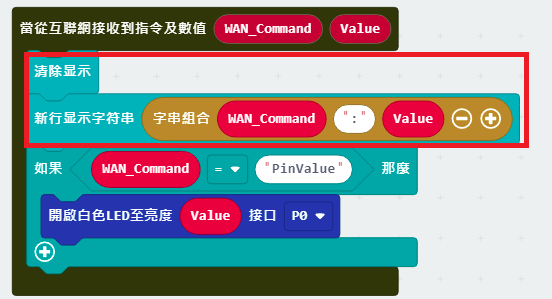 當從互聯網接收到指令及數值 WAN_Command Value
清除显示
新行显示字符串 字串組合 WAN_Command ":" Value
如果 WAN_Command = "PinValue" 那麼
開啟白色LED至亮度 Value 接口 P0